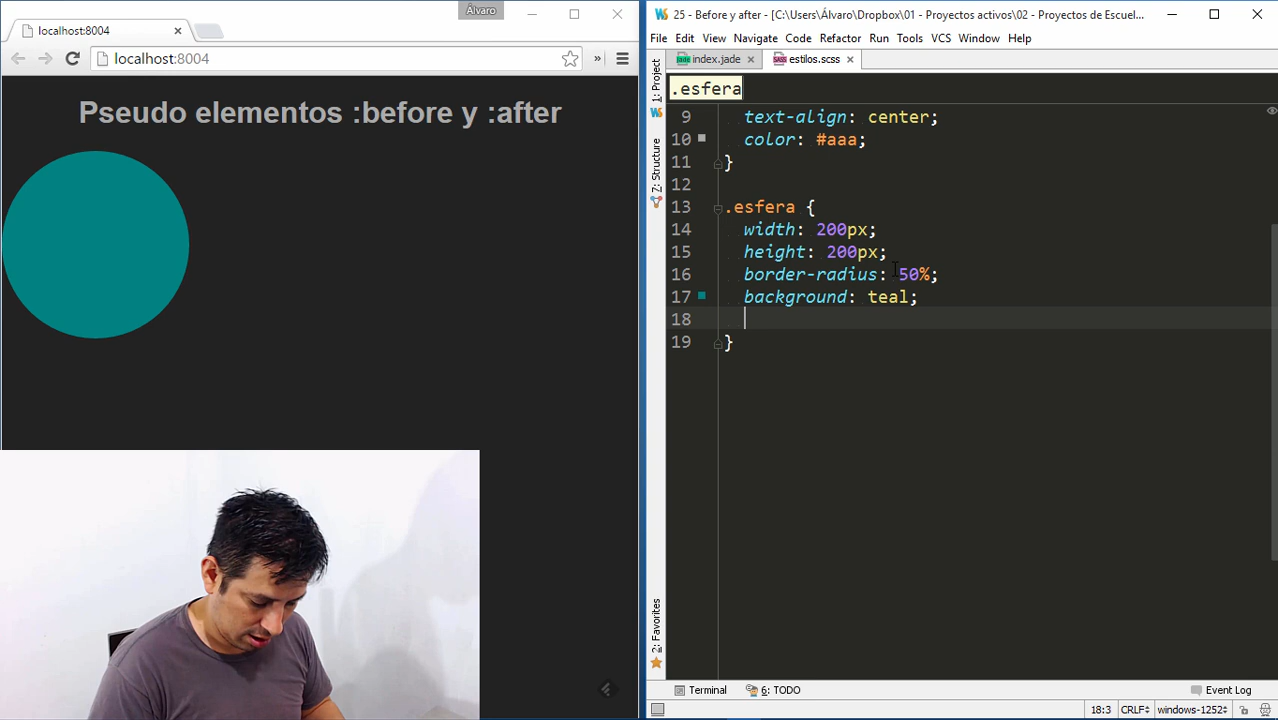 Álvaro
localhost:8004
localhost:8004
Pseudo elementos :before y :after
25 - Before y after - [C:\Users\Álvaro\Dropbox\01 - Proyectos activos\02 - Proyectos de Escuel...
File Edit View Navigate Code Refactor Run Tools VCS Window Help
index.jade
estilos.scss
.esfera
1: Project
7: Structure
2: Favorites
9 text-align: center;
10 color: #aaa;
11 }
12
13 .esfera {
14 width: 200px;
15 height: 200px;
16 border-radius: 50%;
17 background: teal;
18
19 }
Terminal
6: TODO
Event Log
18:3 CRLF windows-1252